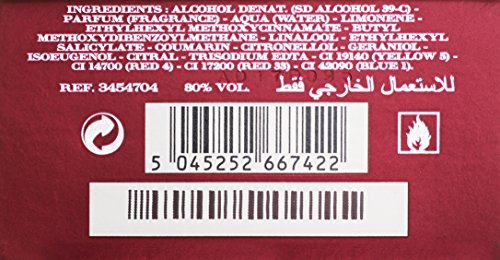 INGREDIENTS : ALCOHOL DENAT. (SD ALCOHOL 39-C) -
PARFUM (FRAGRANCE) - AQUA (WATER) - LIMONENE -
ETHYLHEXYL METHOXYCINNAMATE - BUTYL
METHOXYDIBENZOYLMETHANE - LINALOOL - ETHYLHEXYL
SALICYLATE - COUMARIN - CITRONELLOL - GERANIOL -
ISOEUGENOL - CITRAL - TRISODIUM EDTA - CI 19140 (YELLOW 5) -
CI 14700 (RED 4) - CI 17200 (RED 33) - CI 42090 (BLUE 1).
REF. 3454704 80% VOL. للاستعمال الخارجي فقط
5 045252 667422